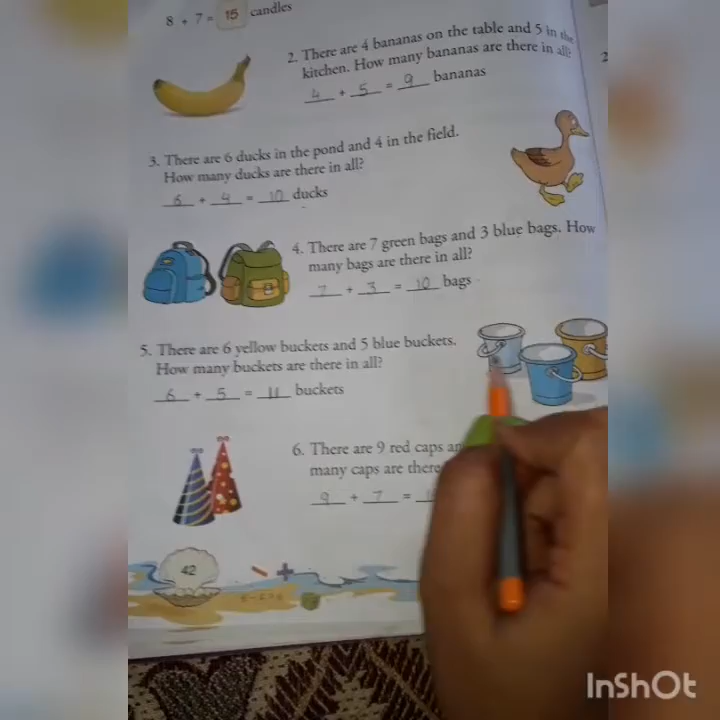 8 + 7 = 15 candles
2. There are 4 bananas on the table and 5 in the
kitchen. How many bananas are there in all?
4 + 5 = 9 bananas
2
3. There are 6 ducks in the pond and 4 in the field.
How many ducks are there in all?
6 + 4 = 10 ducks
4. There are 7 green bags and 3 blue bags. How
many bags are there in all?
7 + 3 = 10 bags
5. There are 6 yellow buckets and 5 blue buckets.
How many buckets are there in all?
6 + 5 = 11 buckets
6. There are 9 red caps
many caps are there
9 + 7 =
42
InShOt